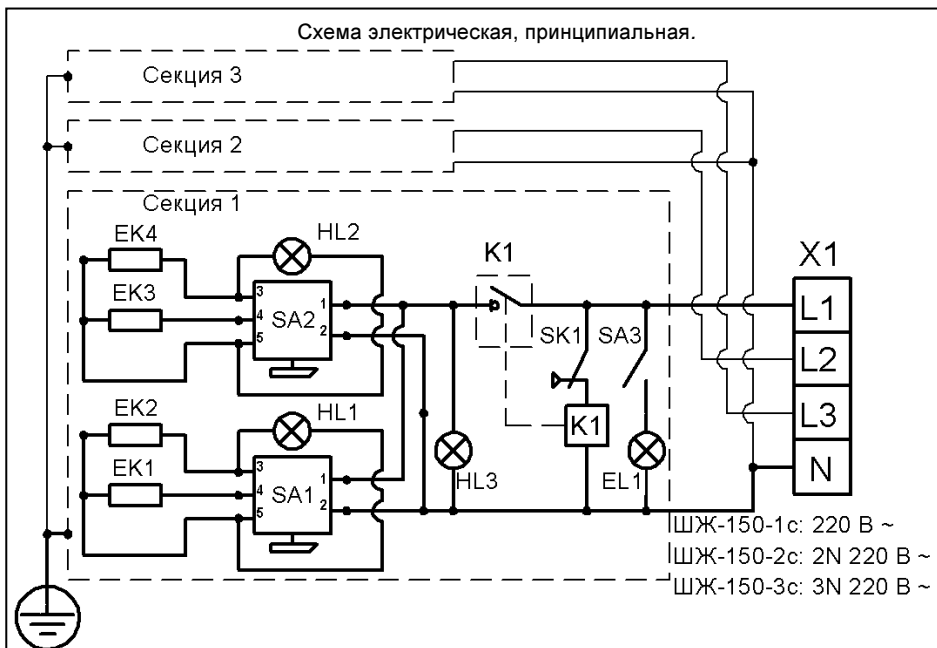 Схема электрическая, принципиальная.
Секция 3
Секция 2
Секция 1
EK4
HL2
K1
X1
EK3
3
4
5
SA2
1
2
SK1
SA3
L1
L2
EK2
HL1
L3
EK1
3
4
5
SA1
1
2
HL3
K1
EL1
N
ШЖ-150-1с: 220 В ~
ШЖ-150-2с: 2N 220 В ~
ШЖ-150-3с: 3N 220 В ~